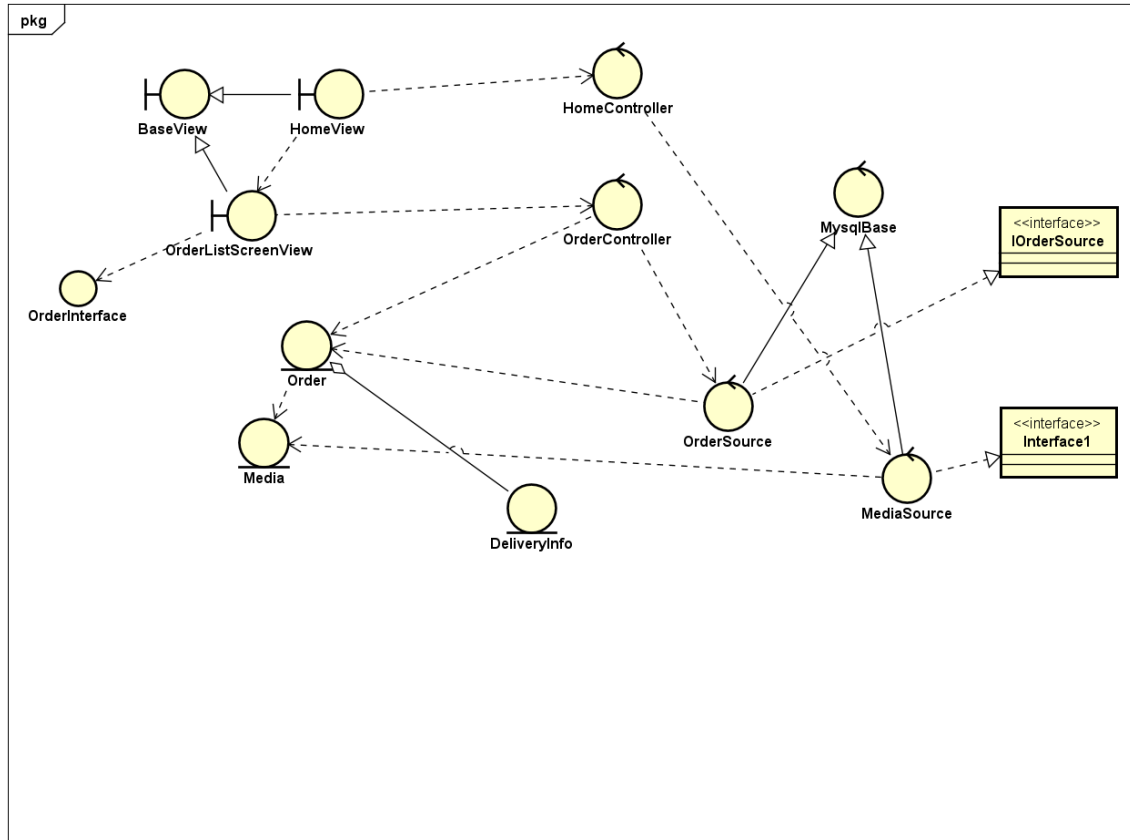 pkg
BaseView
HomeView
HomeController
OrderListScreenView
OrderController
MysqlBase
<<interface>>
IOrderSource
OrderInterface
Order
OrderSource
<<interface>>
Interface1
Media
MediaSource
DeliveryInfo